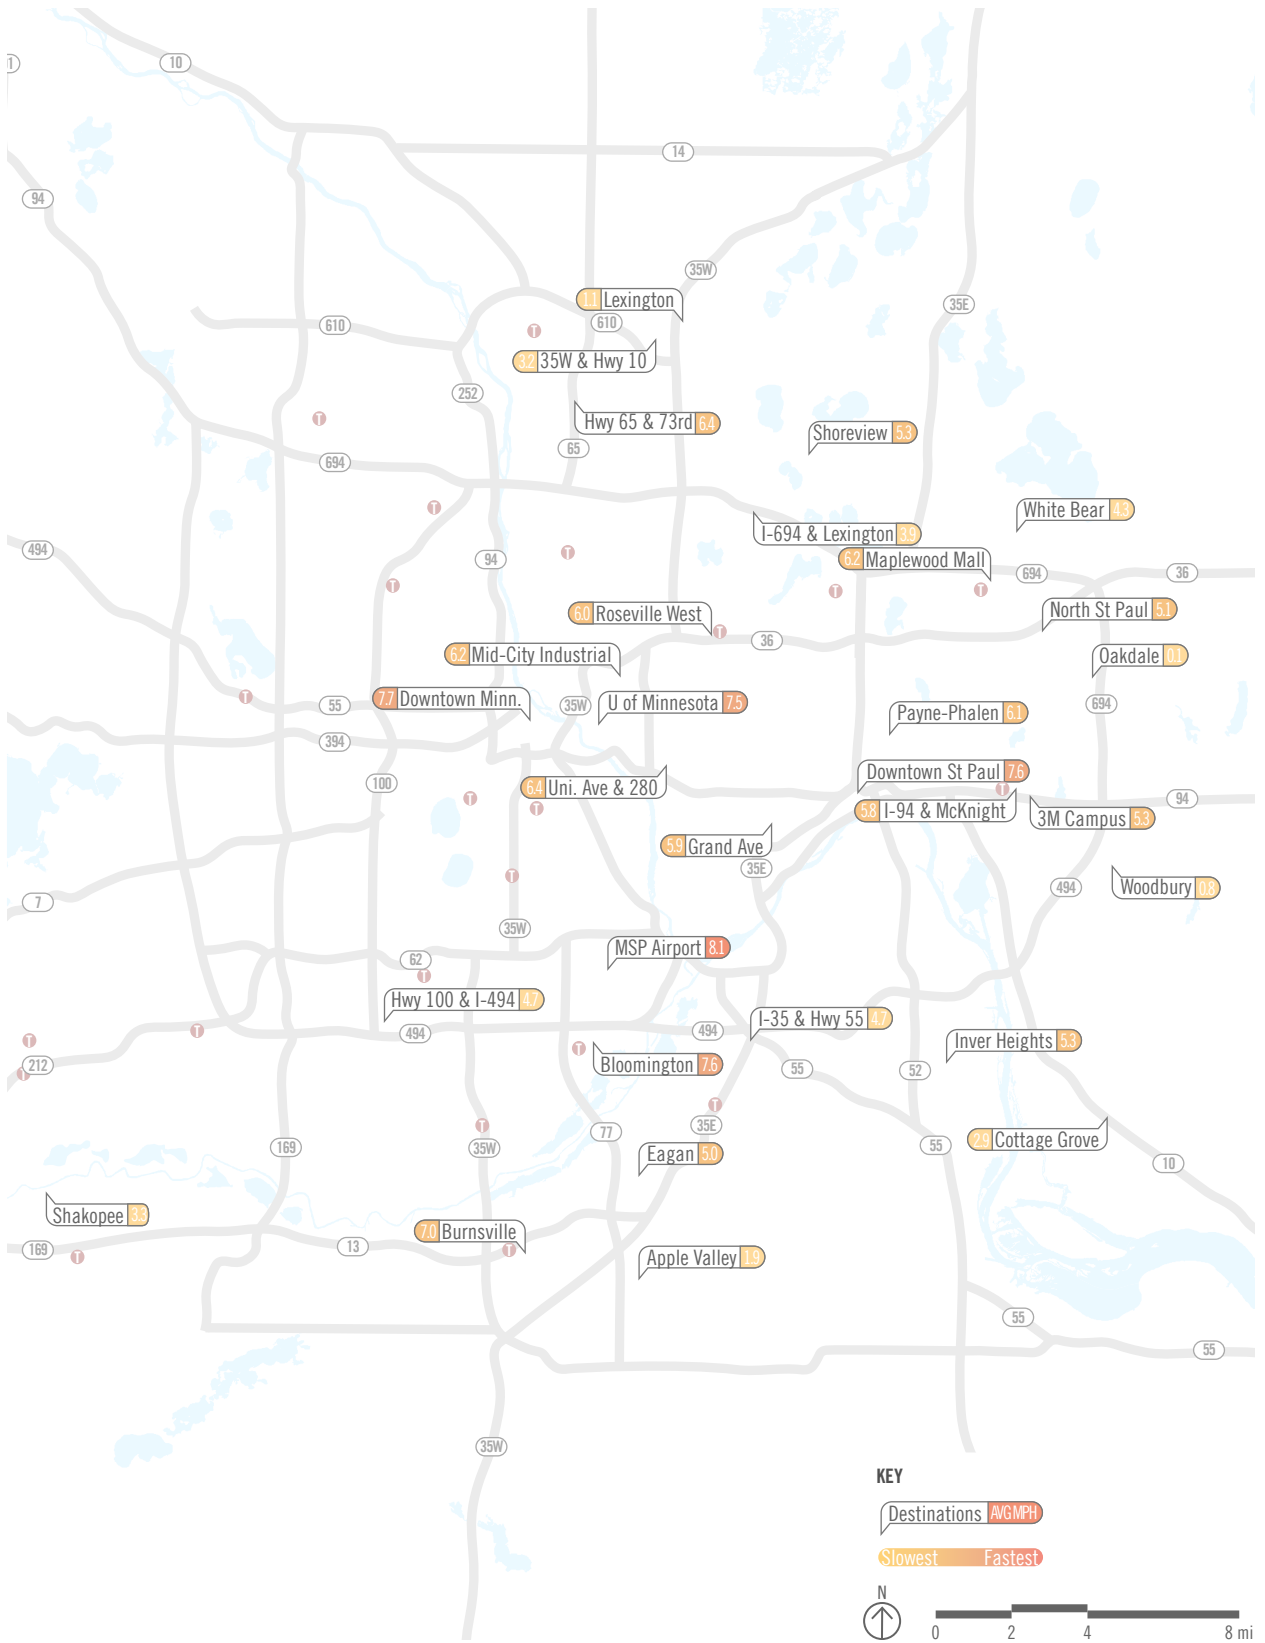 10
14
94
35W
35E
1.1 Lexington
610
610
T
3.2 35W & Hwy 10
252
T
Hwy 65 & 73rd 6.4
Shoreview 5.3
65
694
White Bear 4.3
T
I-694 & Lexington 3.9
494
94
T
6.2 Maplewood Mall
694
36
T
T
T
6.0 Roseville West
North St Paul 5.1
T
36
6.2 Mid-City Industrial
Oakdale 0.1
T
7.7 Downtown Minn.
55
35W
U of Minnesota 7.5
694
Payne-Phalen 6.1
394
100
6.4 Uni. Ave & 280
Downtown St Paul 7.6
T
T
T
94
5.8 I-94 & McKnight
3M Campus 5.3
5.9 Grand Ave
35E
T
494
Woodbury 0.8
7
35W
MSP Airport 8.1
62
T
Hwy 100 & I-494 4.7
I-35 & Hwy 55 4.7
T
494
494
T
Inver Heights 5.3
T
212
T
Bloomington 7.6
55
52
T
T
35E
77
169
35W
55
2.9 Cottage Grove
Eagan 5.0
10
Shakopee 3.3
7.0 Burnsville
169
T
13
T
Apple Valley 1.9
55
55
35W
KEY
Destinations AVG MPH
Slowest Fastest
N
0 2 4 8 mi